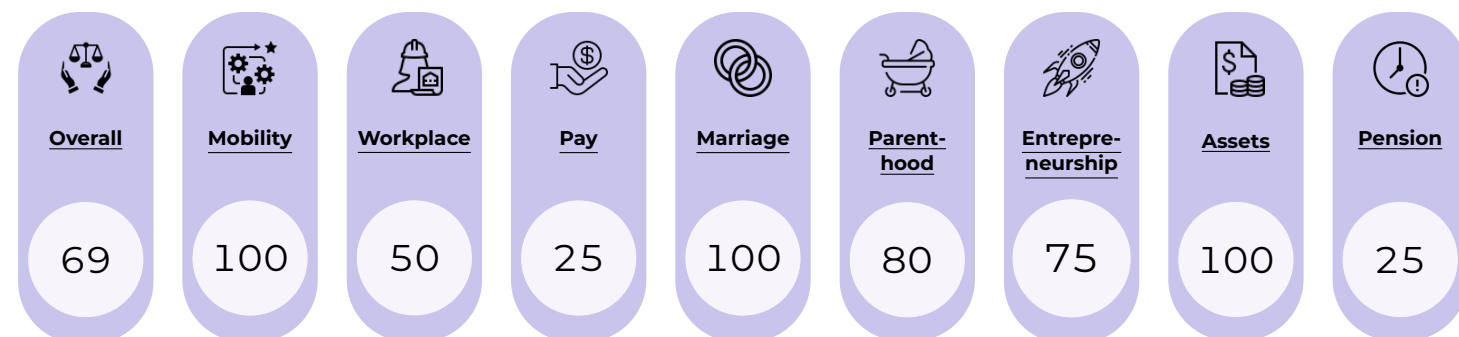 Overall
69
Mobility
100
Workplace
50
$
Pay
25
Marriage
100
Parent-
hood
80
Entrepre-
neurship
75
$
Assets
100
!
Pension
25